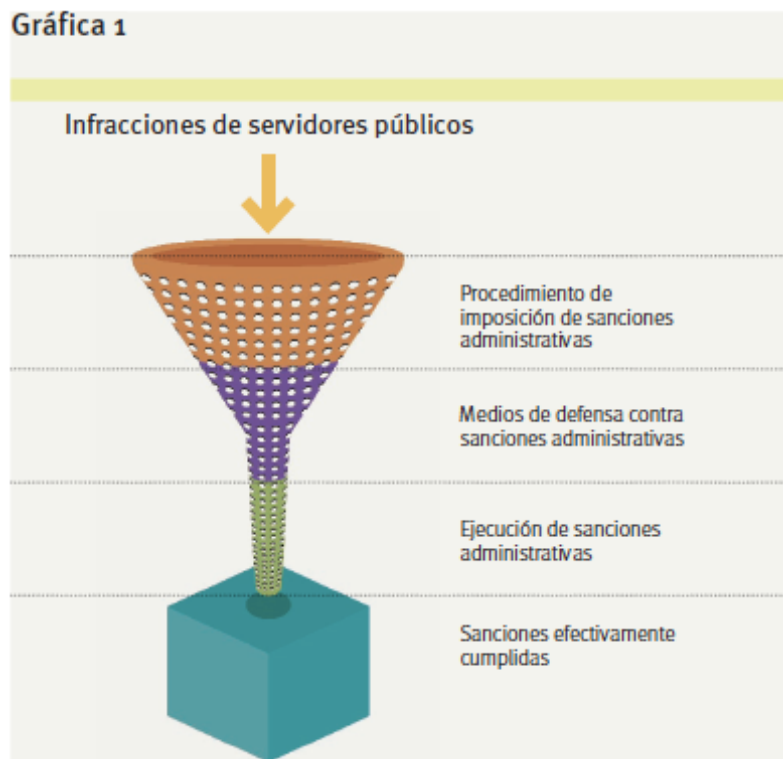 Gráfica 1
Infracciones de servidores públicos
Procedimiento de
imposición de sanciones
administrativas
Medios de defensa contra
sanciones administrativas
Ejecución de sanciones
administrativas
Sanciones efectivamente
cumplidas